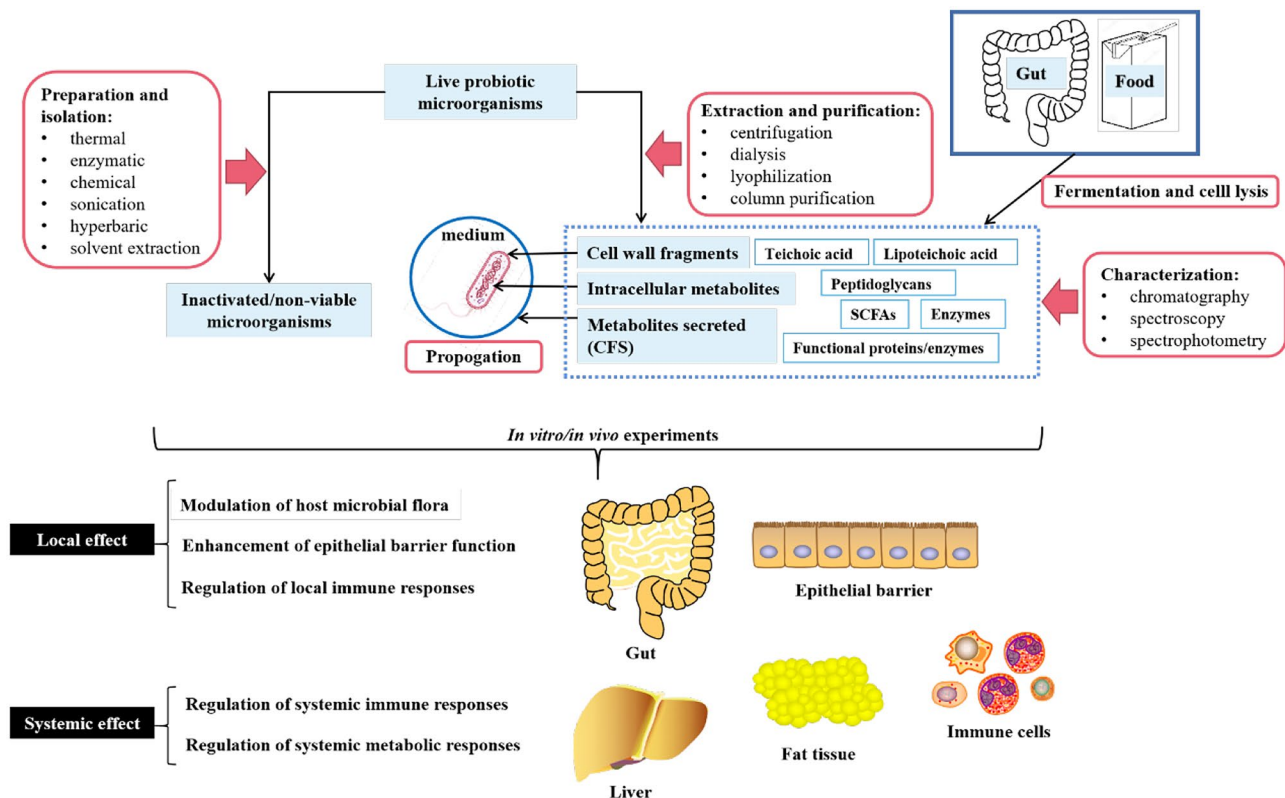 Gut
Food
Live probiotic
microorganisms
Preparation and
isolation:
• thermal
• enzymatic
• chemical
• sonication
• hyperbaric
• solvent extraction
Extraction and purification:
• centrifugation
• dialysis
• lyophilization
• column purification
Fermentation and celll lysis
medium
Propogation
Inactivated/non-viable
microorganisms
Cell wall fragments
Intracellular metabolites
Metabolites secreted
(CFS)
Teichoic acid
Lipoteichoic acid
Peptidoglycans
SCFAs
Enzymes
Functional proteins/enzymes
Characterization:
• chromatography
• spectroscopy
• spectrophotometry
In vitro/in vivo experiments
Local effect
Modulation of host microbial flora
Enhancement of epithelial barrier function
Regulation of local immune responses
Gut
Epithelial barrier
Systemic effect
Regulation of systemic immune responses
Regulation of systemic metabolic responses
Liver
Fat tissue
Immune cells